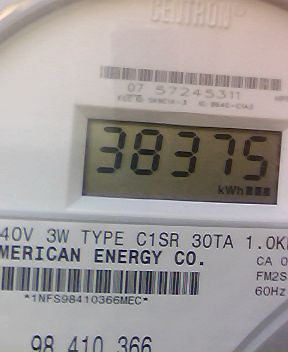 CENTRON®
07 57245311
38375
kWh
40V 3W TYPE C1SR 30TA 1.0K
MERICAN ENERGY CO.
CA 0
FM2S
60Hz
*1NFS98410366MEC*
98 410 366